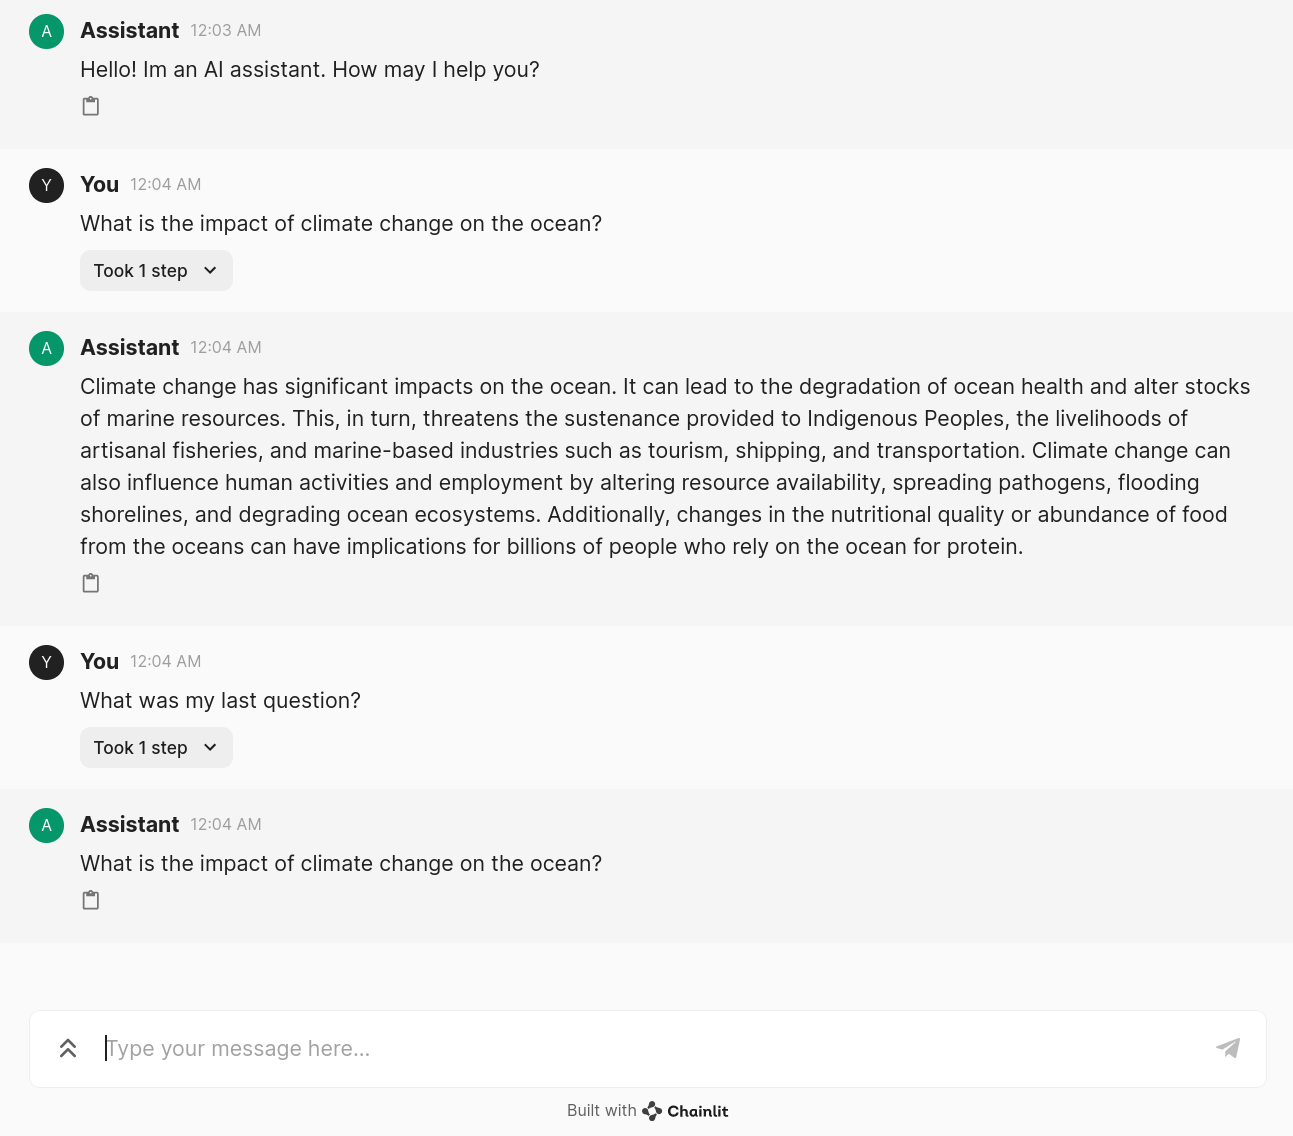 A Assistant 12:03 AM
Hello! Im an AI assistant. How may I help you?
Y You 12:04 AM
What is the impact of climate change on the ocean?
Took 1 step
A Assistant 12:04 AM
Climate change has significant impacts on the ocean. It can lead to the degradation of ocean health and alter stocks
of marine resources. This, in turn, threatens the sustenance provided to Indigenous Peoples, the livelihoods of
artisanal fisheries, and marine-based industries such as tourism, shipping, and transportation. Climate change can
also influence human activities and employment by altering resource availability, spreading pathogens, flooding
shorelines, and degrading ocean ecosystems. Additionally, changes in the nutritional quality or abundance of food
from the oceans can have implications for billions of people who rely on the ocean for protein.
Y You 12:04 AM
What was my last question?
Took 1 step
A Assistant 12:04 AM
What is the impact of climate change on the ocean?
Type your message here...
Built with Chainlit